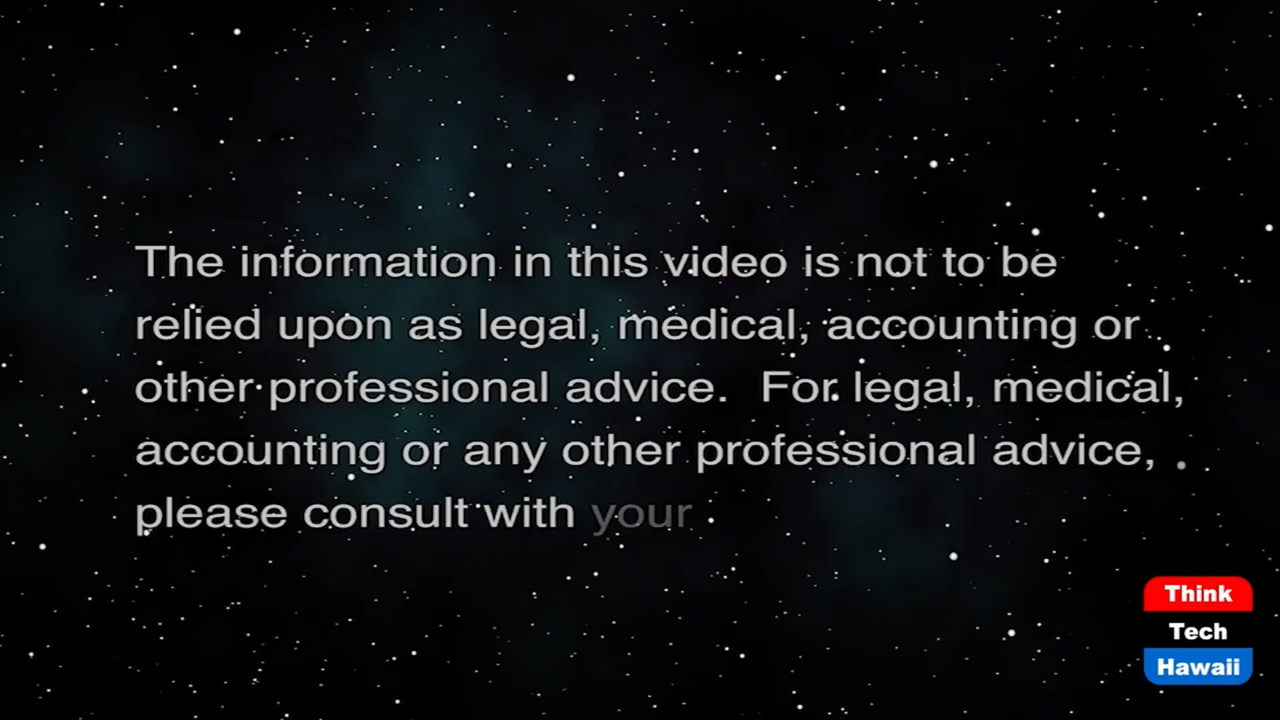 The information in this video is not to be
relied upon as legal, medical, accounting or
other professional advice.  For legal, medical,
accounting or any other professional advice,
please consult with your
Think
Tech
Hawaii